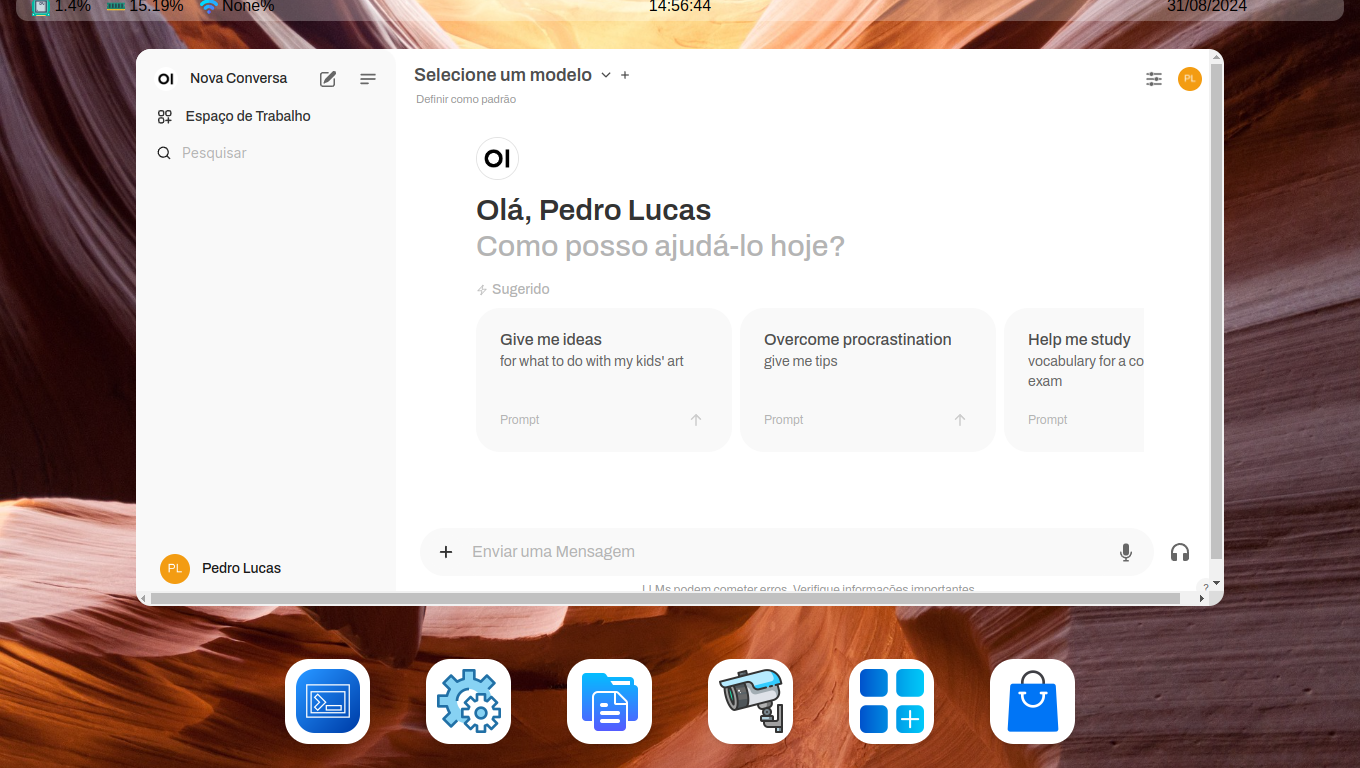 1.4% 15.19% None% 14:56:44 31/08/2024
OI Nova Conversa
Espaço de Trabalho
Pesquisar
Selecione um modelo
Definir como padrão
PL
OI
Olá, Pedro Lucas
Como posso ajudá-lo hoje?
Sugerido
Give me ideas
for what to do with my kids' art
Prompt
Overcome procrastination
give me tips
Prompt
Help me study
vocabulary for a co
exam
Prompt
Enviar uma Mensagem
LLMs podem cometer erros. Verifique informações importantes.
?
PL Pedro Lucas